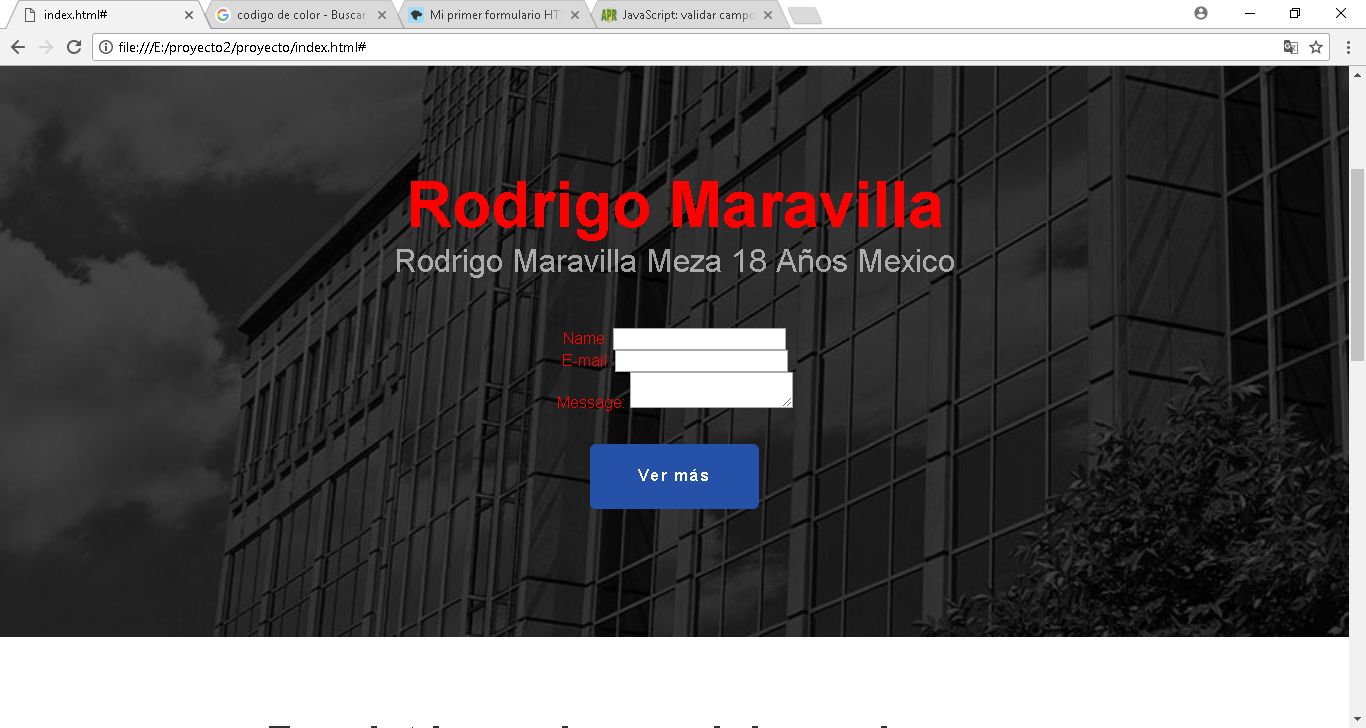 index.html#
codigo de color - Buscar
Mi primer formulario HT
JavaScript: validar campo
file:///E:/proyecto2/proyecto/index.html#
Rodrigo Maravilla
Rodrigo Maravilla Meza 18 Años Mexico
Name:
E-mail:
Message:
Ver más